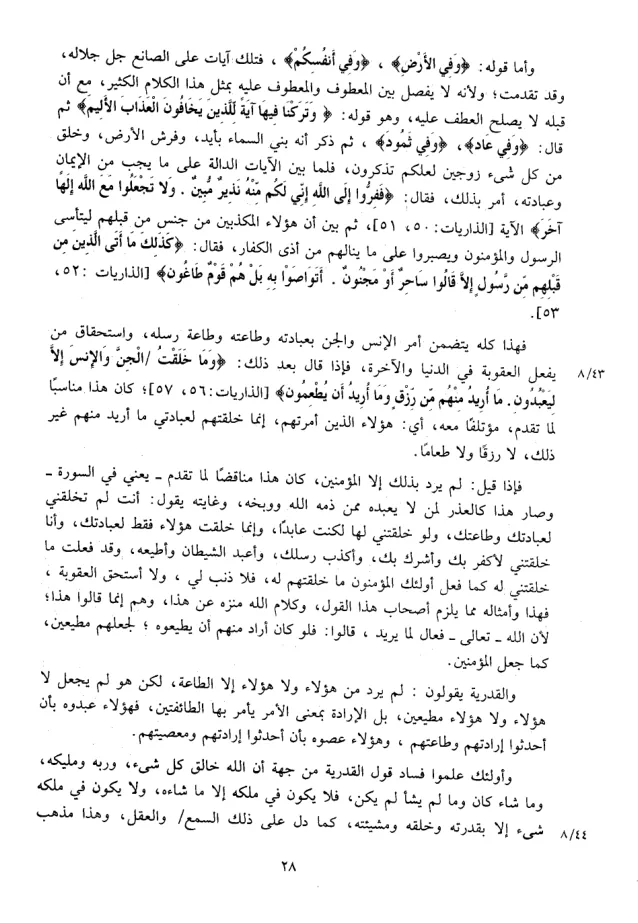 وأما قوله: ﴿وَفِي الأَرْضِ﴾ ، ﴿وَفِي أَنفُسِكُمْ﴾ ، فتلك آيات على الصانع جل جلاله،
وقد تقدمت؛ ولأنه لا يفصل بين المعطوف والمعطوف عليه بمثل هذا الكلام الكثير، مع أن
قبله لا يصلح العطف عليه، وهو قوله: ﴿ وَتَرَكْنَا فِيهَا آيَةً لِّلَّذِينَ يَخَافُونَ الْعَذَابَ الأَلِيمَ﴾ ثم
قال: ﴿وَفِي عَادٍ﴾، ﴿وَفِي ثَمُودَ﴾ ، ثم ذكر أنه بني السماء بأيد، وفرش الأرض، وخلق
من كل شىء زوجين لعلكم تذكرون، فلما بين الآيات الدالة على ما يجب من الإيمان
وعبادته، أمر بذلك، فقال: ﴿فَفِرُّوا إِلَى اللَّهِ إِنِّي لَكُم مِّنْهُ نَذِيرٌ مُّبِينٌ . وَلا تَجْعَلُوا مَعَ اللَّهِ إِلَهًا
آخَرَ﴾ الآية [الذاريات: ٥٠، ٥١]، ثم بين أن هؤلاء المكذبين من جنس من قبلهم ليتأسى
الرسول والمؤمنون ويصبروا على ما ينالهم من أذى الكفار، فقال: ﴿كَذَلِكَ مَا أَتَى الَّذِينَ مِن
قَبْلِهِم مِّن رَّسُولٍ إِلاَّ قَالُوا سَاحِرٌ أَوْ مَجْنُونٌ . أَتَوَاصَوْا بِهِ بَلْ هُمْ قَوْمٌ طَاغُون﴾ [الذاريات :٥٢،
٥٣].
فهذا كله يتضمن أمر الإنس والجن بعبادته وطاعته وطاعة رسله، واستحقاق من
٨/٤٣ يفعل العقوبة في الدنيا والآخرة، فإذا قال بعد ذلك: ﴿وَمَا خَلَقْتُ /الْجِنَّ وَالإِنسَ إِلاَّ
لِيَعْبُدُونِ . مَا أُرِيدُ مِنْهُم مِّن رِّزْقٍ وَمَا أُرِيدُ أَن يُطْعِمُونِ﴾ [الذاريات:٥٦، ٥٧]؛ كان هذا مناسبًا
لما تقدم، مؤتلفًا معه، أي: هؤلاء الذين أمرتهم، إنما خلقتهم لعبادتي ما أريد منهم غير
ذلك، لا رزقًا ولا طعامًا.
فإذا قيل: لم يرد بذلك إلا المؤمنين، كان هذا مناقضًا لما تقدم ـ يعني في السورة ـ
وصار هذا كالعذر لمن لا يعبده ممن ذمه الله ووبخه، وغايته يقول: أنت لم تخلقني
لعبادتك وطاعتك، ولو خلقتني لها لكنت عابدًا، وإنما خلقت هؤلاء فقط لعبادتك، وأنا
خلقتني لأكفر بك وأشرك بك، وأكذب رسلك، وأعبد الشيطان وأطيعه، وقد فعلت ما
خلقتني له كما فعل أولئك المؤمنون ما خلقتهم له، فلا ذنب لي ، ولا أستحق العقوبة ،
فهذا وأمثاله مما يلزم أصحاب هذا القول، وكلام الله منزه عن هذا، وهم إنما قالوا هذا؛
لأن الله ـ تعالى ـ فعال لما يريد ، قالوا: فلو كان أراد منهم أن يطيعوه ؛ لجعلهم مطيعين،
كما جعل المؤمنين.
والقدرية يقولون : لم يرد من هؤلاء ولا هؤلاء إلا الطاعة، لكن هو لم يجعل لا
هؤلاء ولا هؤلاء مطيعين، بل الإرادة بمعنى الأمر يأمر بها الطائفتين، فهؤلاء عبدوه بأن
أحدثوا إرادتهم وطاعتهم ، وهؤلاء عصوه بأن أحدثوا إرادتهم ومعصيتهم.
وأولئك علموا فساد قول القدرية من جهة أن الله خالق كل شىء، وربه ومليكه،
وما شاء كان وما لم يشأ لم يكن، فلا يكون في ملكه إلا ما شاءه، ولا يكون في ملكه
٨/٤٤ شىء إلا بقدرته وخلقه ومشيئته، كما دل على ذلك السمع/ والعقل، وهذا مذهب
٢٨